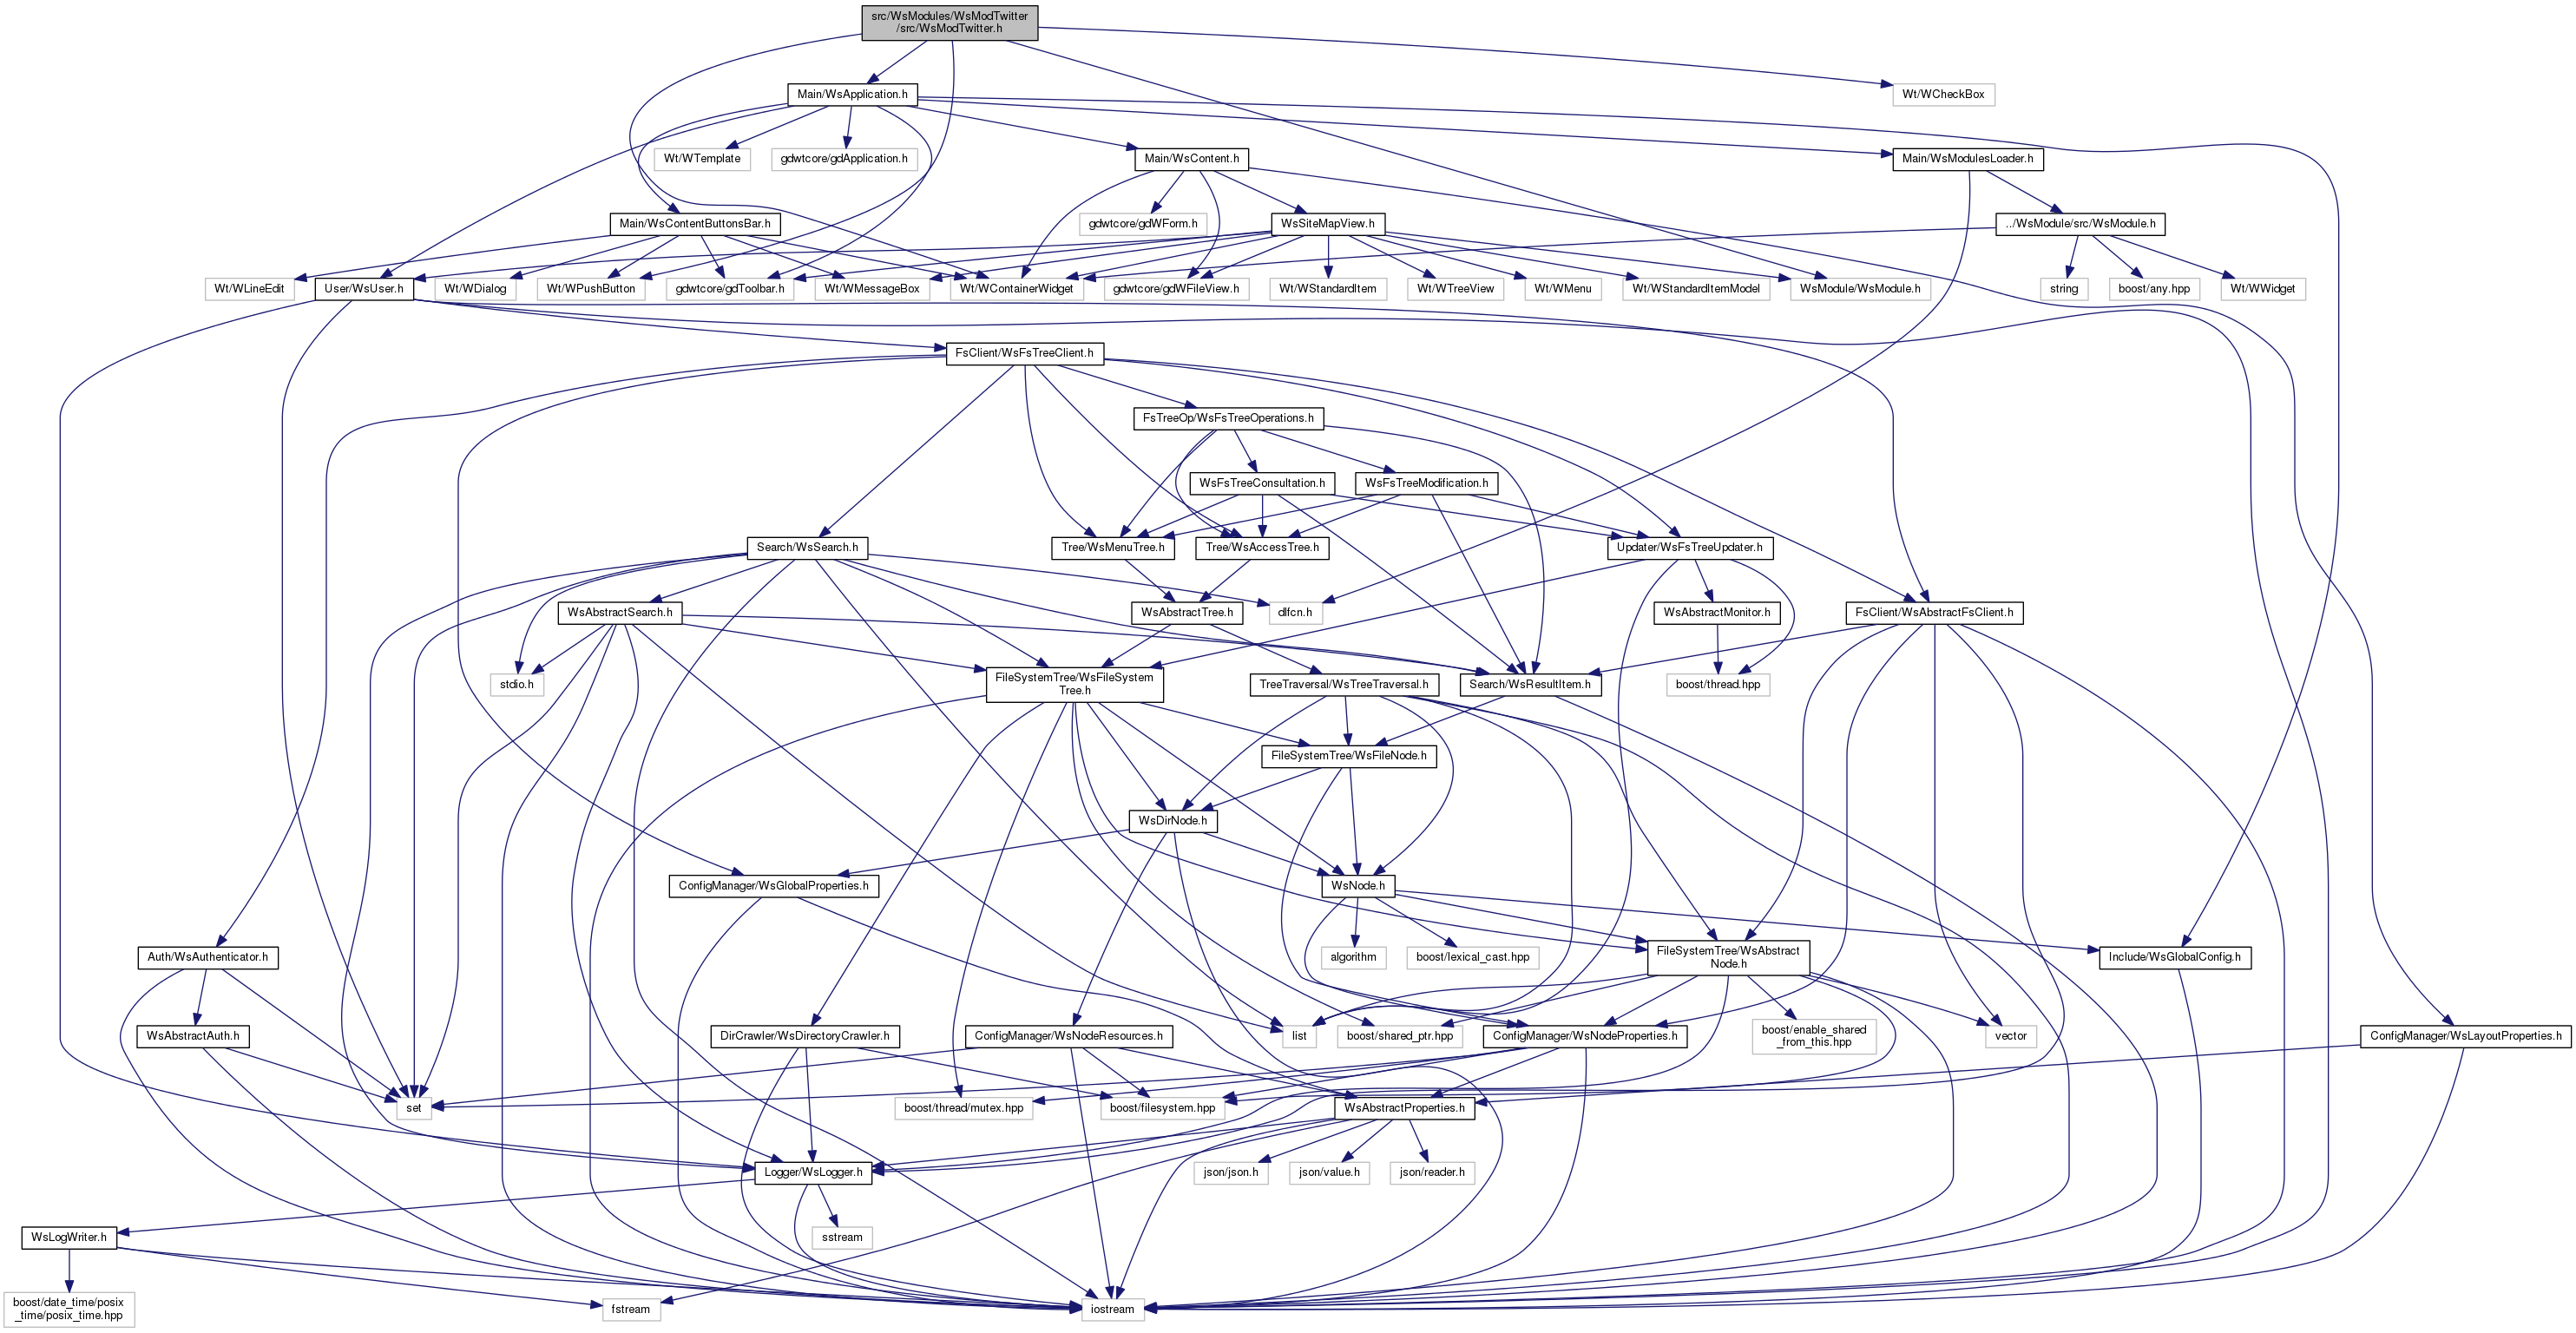 src/WsModules/WsModTwitter
/src/WsModTwitter.h
Main/WsApplication.h
Wt/WCheckBox
Wt/WTemplate
gdwtcore/gdApplication.h
Main/WsContent.h
Main/WsModulesLoader.h
Main/WsContentButtonsBar.h
gdwtcore/gdWForm.h
WsSiteMapView.h
../WsModule/src/WsModule.h
Wt/WLineEdit
User/WsUser.h
Wt/WDialog
Wt/WPushButton
gdwtcore/gdToolbar.h
Wt/WMessageBox
Wt/WContainerWidget
gdwtcore/gdWFileView.h
Wt/WStandardItem
Wt/WTreeView
Wt/WMenu
Wt/WStandardItemModel
WsModule/WsModule.h
string
boost/any.hpp
Wt/WWidget
FsClient/WsFsTreeClient.h
FsTreeOp/WsFsTreeOperations.h
WsFsTreeConsultation.h
WsFsTreeModification.h
Search/WsSearch.h
Tree/WsMenuTree.h
Tree/WsAccessTree.h
Updater/WsFsTreeUpdater.h
WsAbstractSearch.h
WsAbstractTree.h
dlfcn.h
WsAbstractMonitor.h
FsClient/WsAbstractFsClient.h
stdio.h
FileSystemTree/WsFileSystem
Tree.h
TreeTraversal/WsTreeTraversal.h
Search/WsResultItem.h
boost/thread.hpp
FileSystemTree/WsFileNode.h
WsDirNode.h
ConfigManager/WsGlobalProperties.h
WsNode.h
Auth/WsAuthenticator.h
algorithm
boost/lexical_cast.hpp
FileSystemTree/WsAbstract
Node.h
Include/WsGlobalConfig.h
WsAbstractAuth.h
DirCrawler/WsDirectoryCrawler.h
ConfigManager/WsNodeResources.h
list
boost/shared_ptr.hpp
ConfigManager/WsNodeProperties.h
boost/enable_shared
_from_this.hpp
vector
ConfigManager/WsLayoutProperties.h
set
boost/thread/mutex.hpp
boost/filesystem.hpp
WsAbstractProperties.h
Logger/WsLogger.h
json/json.h
json/value.h
json/reader.h
WsLogWriter.h
sstream
boost/date_time/posix
_time/posix_time.hpp
fstream
iostream